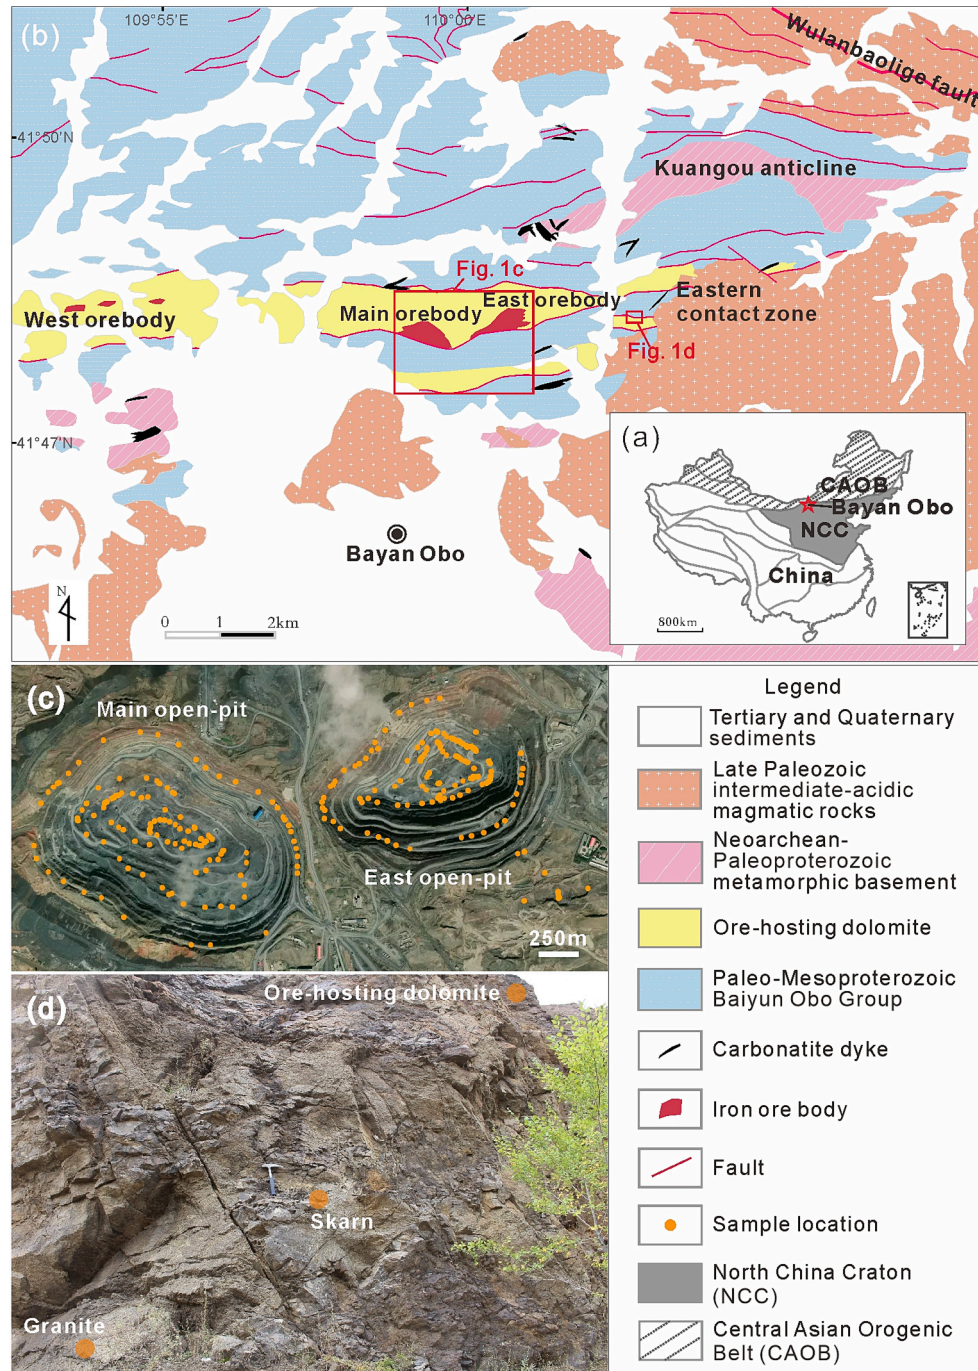 109°55'E
110°00'E
(b)
Wulanbaolige fault
41°50'N
Kuangou anticline
Fig. 1c
East orebody
Main orebody
West orebody
Eastern
contact zone
Fig. 1d
41°47'N
(a)
CAOB
Bayan Obo
NCC
China
800km
Bayan Obo
N
0 1 2km
(c)
Main open-pit
East open-pit
250m
(d)
Ore-hosting dolomite
Skarn
Granite
Legend
Tertiary and Quaternary
sediments
Late Paleozoic
intermediate-acidic
magmatic rocks
Neoarchean-
Paleoproterozoic
metamorphic basement
Ore-hosting dolomite
Paleo-Mesoproterozoic
Baiyun Obo Group
Carbonatite dyke
Iron ore body
Fault
Sample location
North China Craton
(NCC)
Central Asian Orogenic
Belt (CAOB)